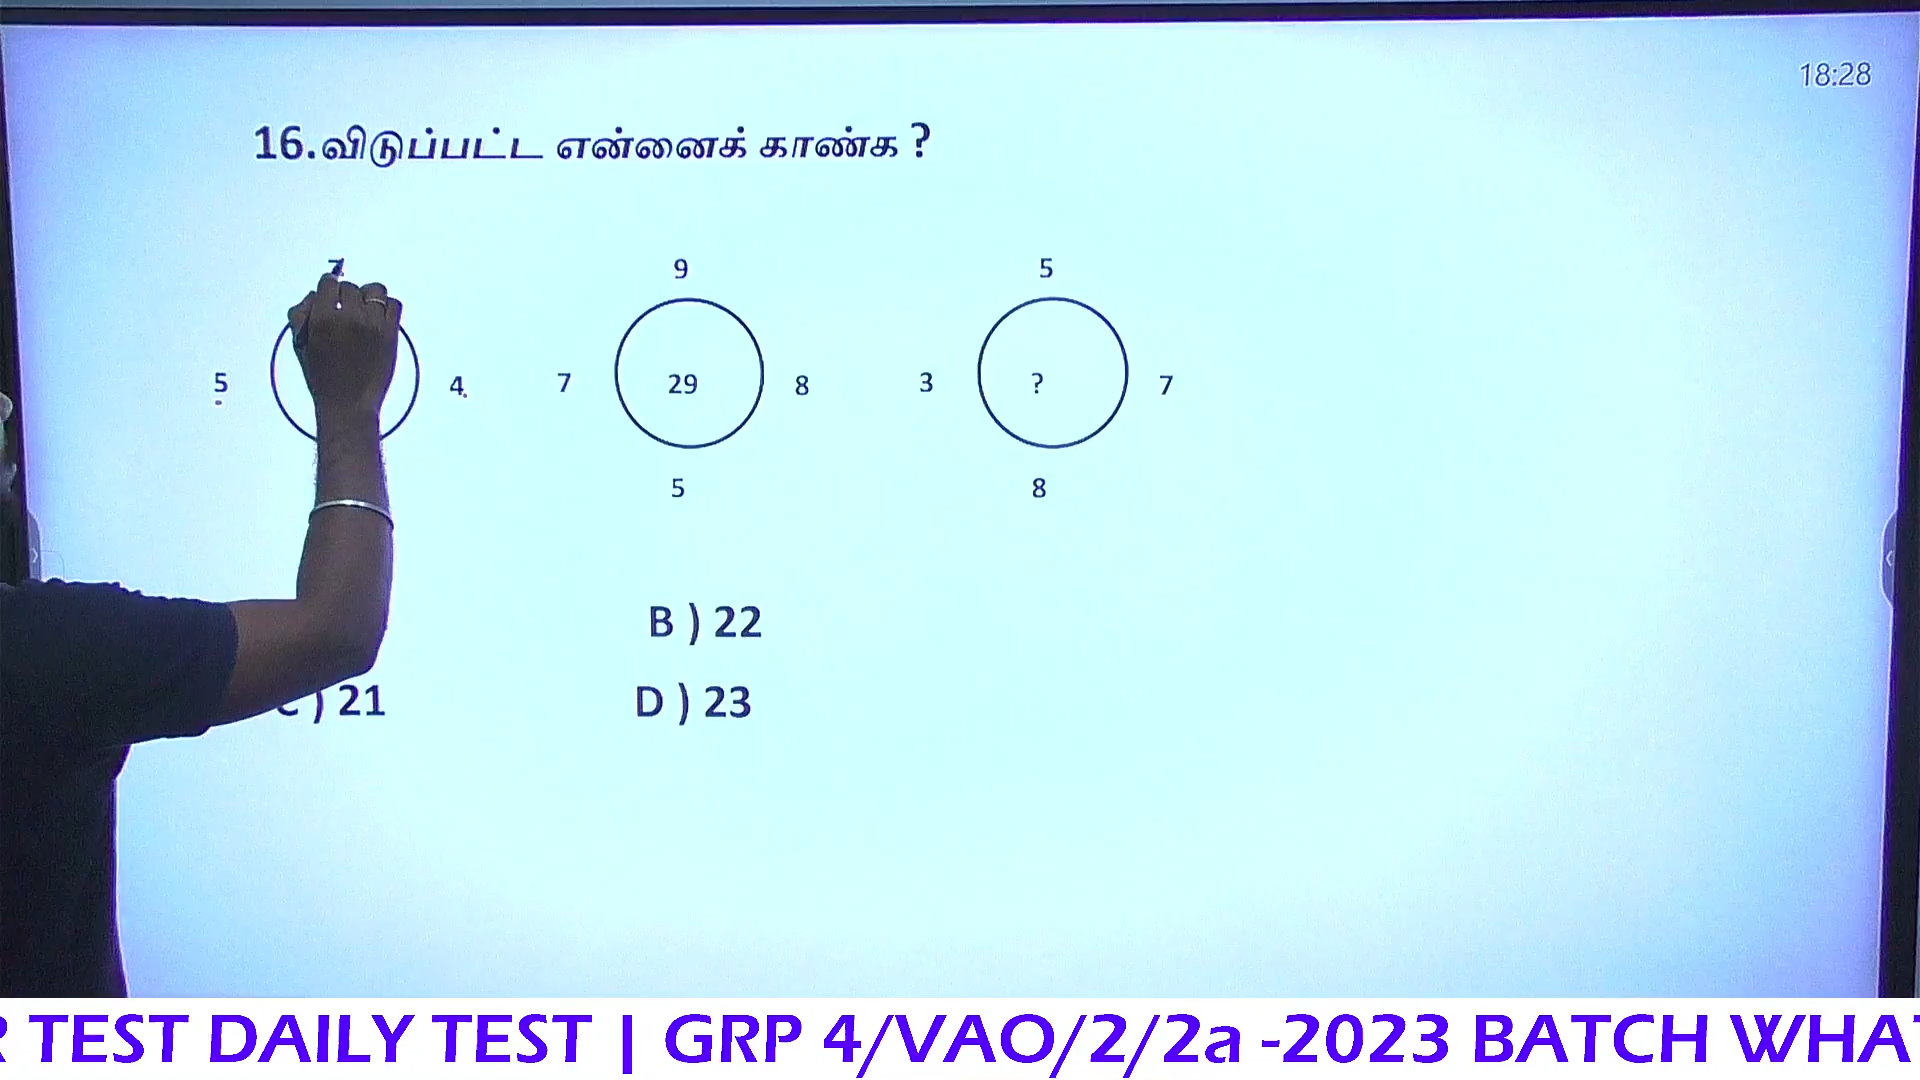 18:28
16.விடுப்பட்ட என்னைக் காண்க ?
7 9 5
5 4 7 29 8 3 ? 7
5 8
B ) 22
) 21 D ) 23
TEST DAILY TEST | GRP 4/VAO/2/2a -2023 BATCH